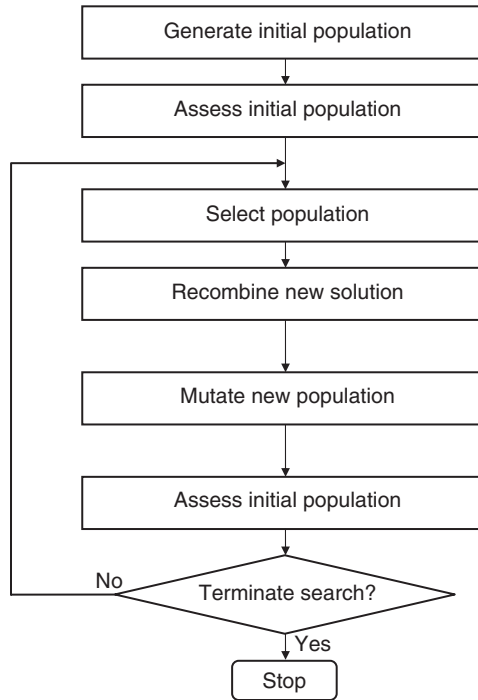 Generate initial population
Assess initial population
Select population
Recombine new solution
Mutate new population
Assess initial population
Terminate search?
No
Yes
Stop